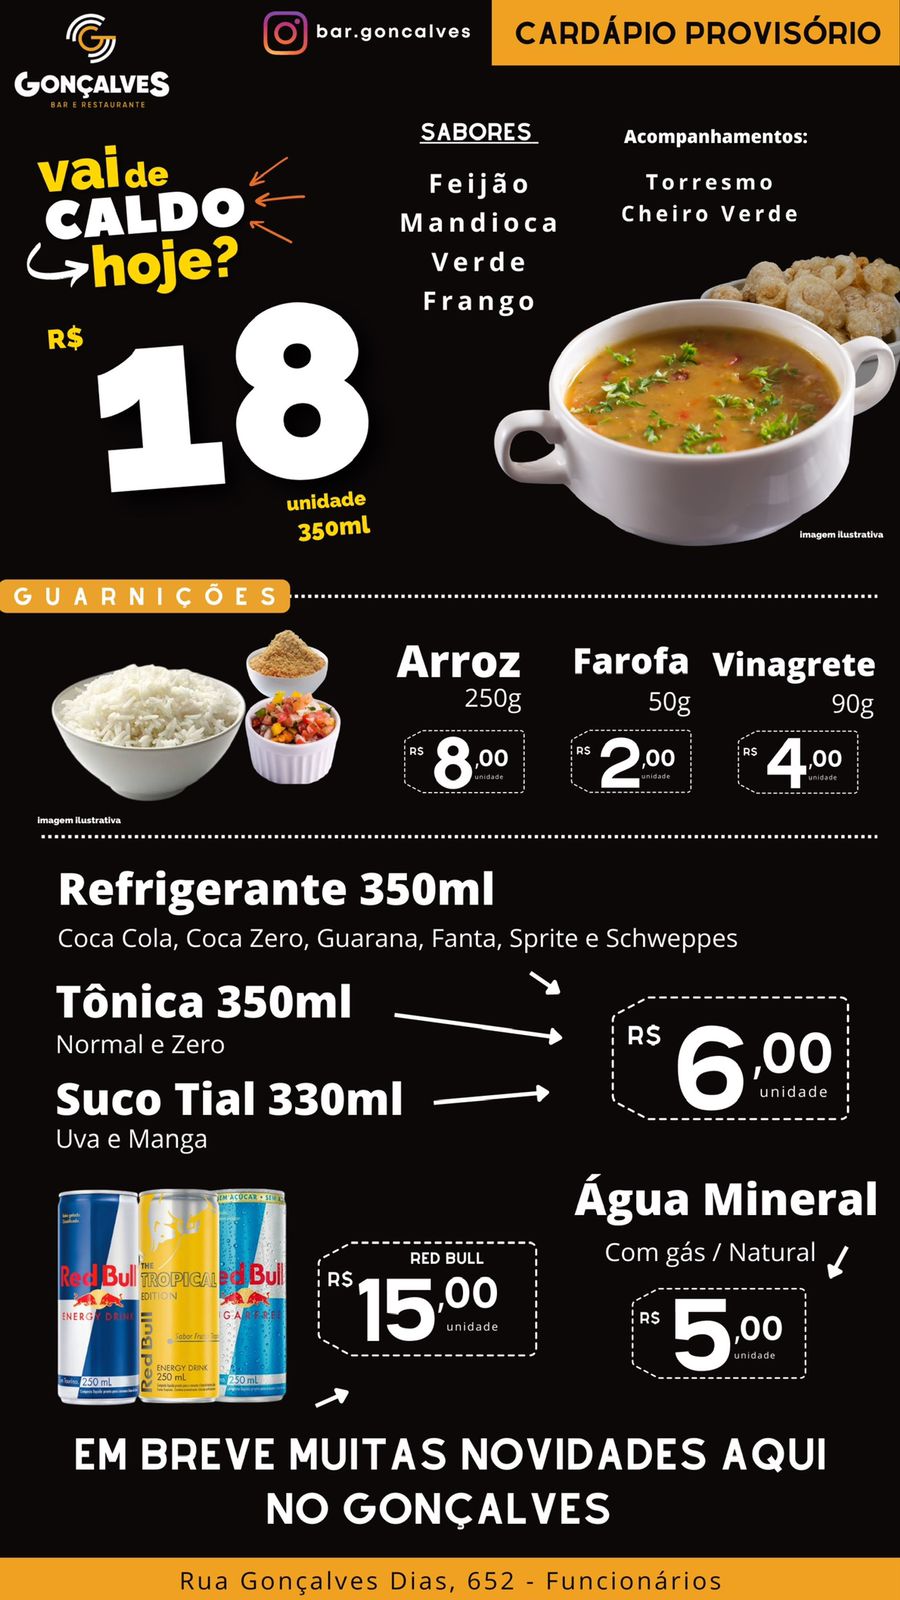 GONÇALVES
BAR E RESTAURANTE
bar.goncalves
CARDÁPIO PROVISÓRIO
vai de
CALDO
hoje?
R$ 18
unidade
350ml
SABORES
Feijão
Mandioca
Verde
Frango
Acompanhamentos:
Torresmo
Cheiro Verde
imagem ilustrativa
GUARNIÇÕES
Arroz
250g
R$ 8,00
unidade
Farofa
50g
R$ 2,00
unidade
Vinagrete
90g
R$ 4,00
unidade
imagem ilustrativa
Refrigerante 350ml
Coca Cola, Coca Zero, Guarana, Fanta, Sprite e Schweppes
Tônica 350ml
Normal e Zero
Suco Tial 330ml
Uva e Manga
R$ 6,00
unidade
Red Bull
ENERGY DRINK
250 mL
THE
TROPICAL
EDITION
Red Bull
ENERGY DRINK
250 mL
Red Bull
250 mL
RED BULL
R$ 15,00
unidade
Água Mineral
Com gás / Natural
R$ 5,00
unidade
EM BREVE MUITAS NOVIDADES AQUI
NO GONÇALVES
Rua Gonçalves Dias, 652 - Funcionários